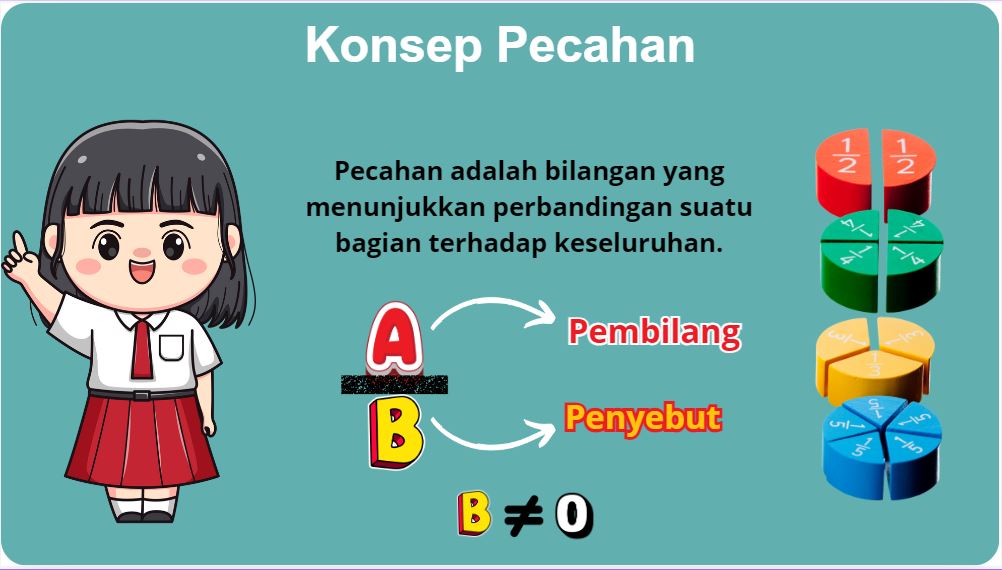 Konsep Pecahan
Pecahan adalah bilangan yang
menunjukkan perbandingan suatu
bagian terhadap keseluruhan.
A
Pembilang
B
Penyebut
B ≠ 0
1/2 1/2
1/4 1/4
1/4 1/4
1/3 1/3
1/3
1/5
1/5 1/5
1/5 1/5